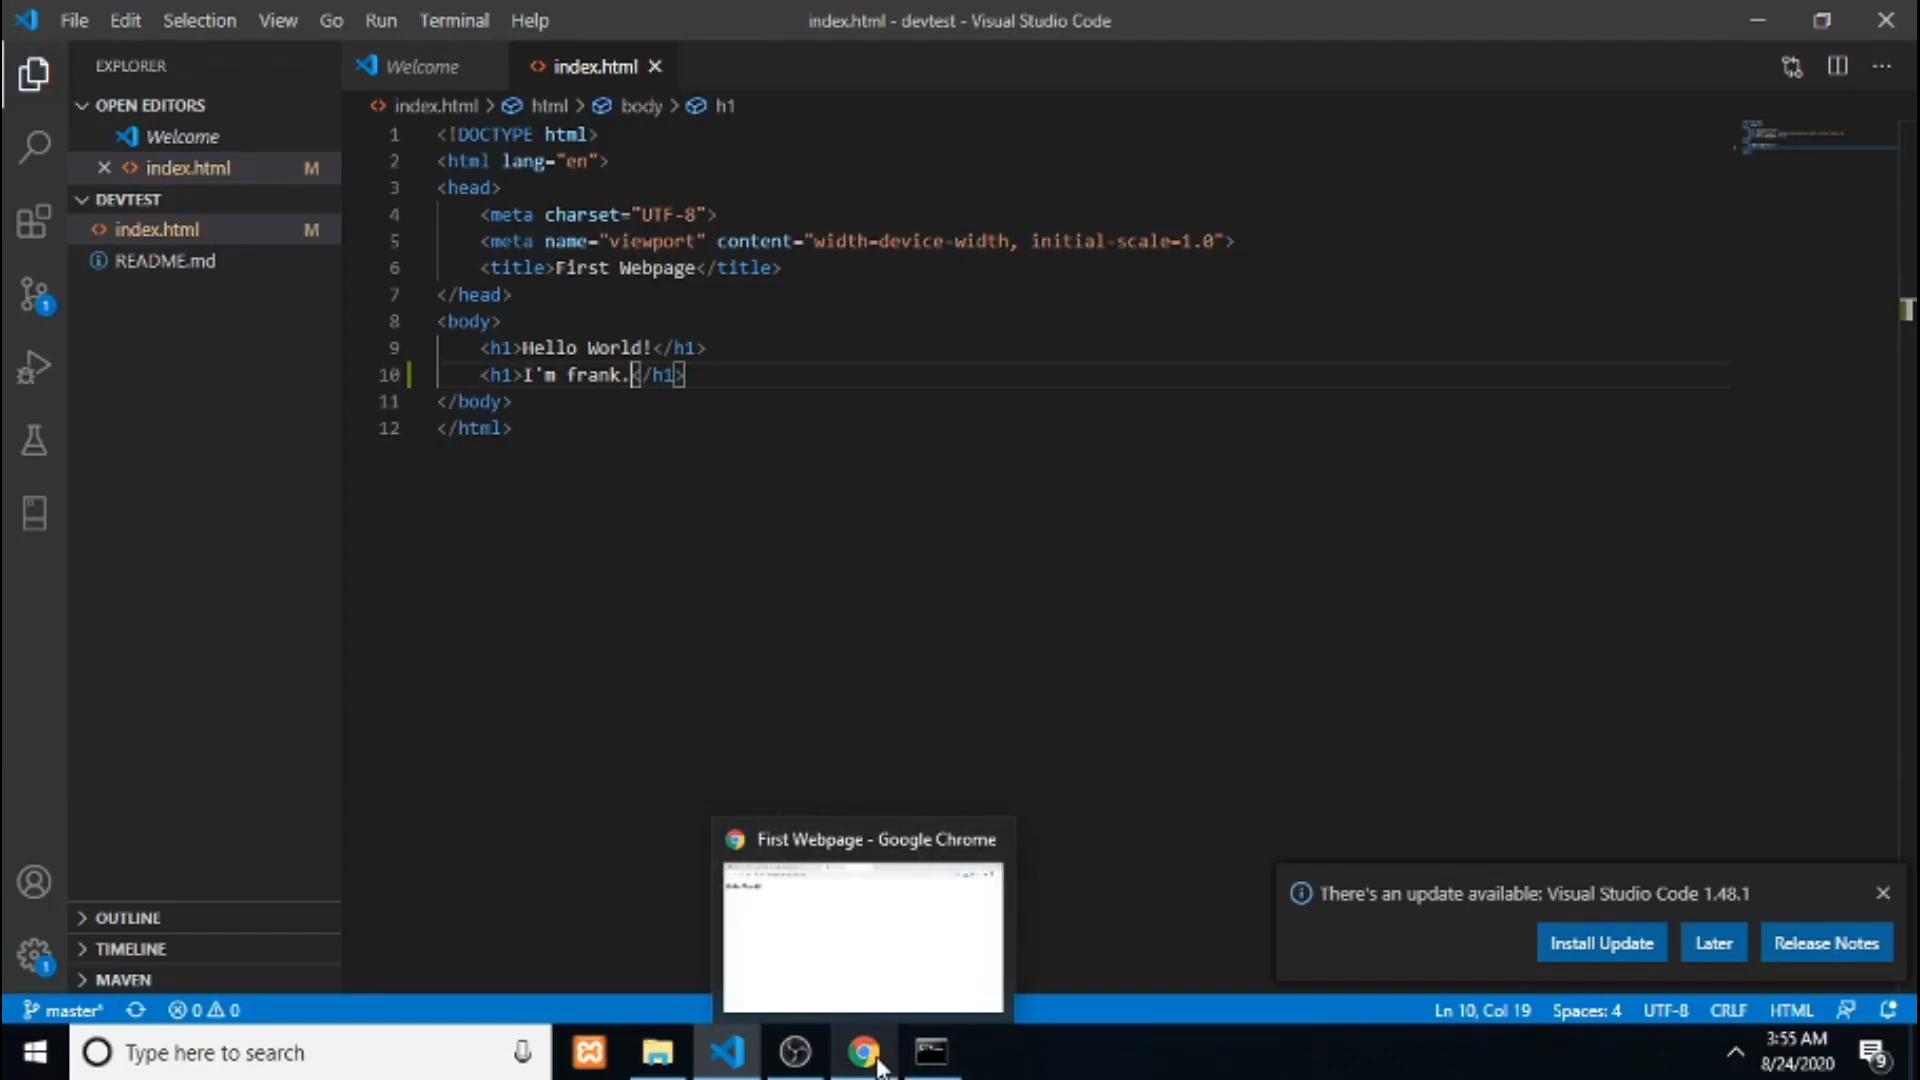 File Edit Selection View Go Run Terminal Help
index.html - devtest - Visual Studio Code
EXPLORER
OPEN EDITORS
Welcome
index.html M
DEVTEST
index.html M
README.md
OUTLINE
TIMELINE
MAVEN
Welcome index.html
index.html > html > body > h1
1 <!DOCTYPE html>
2 <html lang="en">
3 <head>
4 <meta charset="UTF-8">
5 <meta name="viewport" content="width=device-width, initial-scale=1.0">
6 <title>First Webpage</title>
7 </head>
8 <body>
9 <h1>Hello World!</h1>
10 <h1>I'm frank.</h1>
11 </body>
12 </html>
First Webpage - Google Chrome
There's an update available: Visual Studio Code 1.48.1
Install Update Later Release Notes
1
1
master* 0 0 Ln 10, Col 19 Spaces: 4 UTF-8 CRLF HTML
Type here to search
3:55 AM
8/24/2020
9